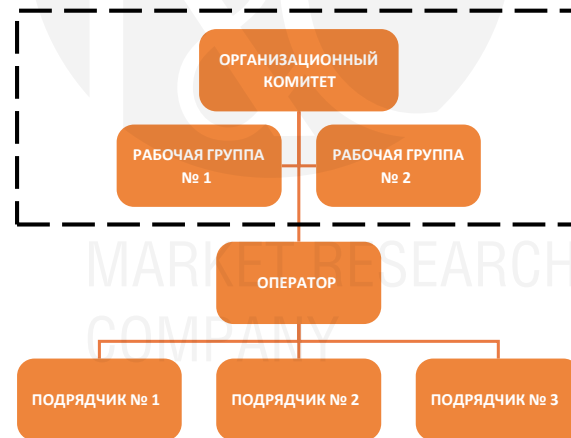 ОРГАНИЗАЦИОННЫЙ
КОМИТЕТ
РАБОЧАЯ ГРУППА
№ 1
РАБОЧАЯ ГРУППА
№ 2
ОПЕРАТОР
MARKET RESEARCH
COMPANY
ПОДРЯДЧИК № 1
ПОДРЯДЧИК № 2
ПОДРЯДЧИК № 3